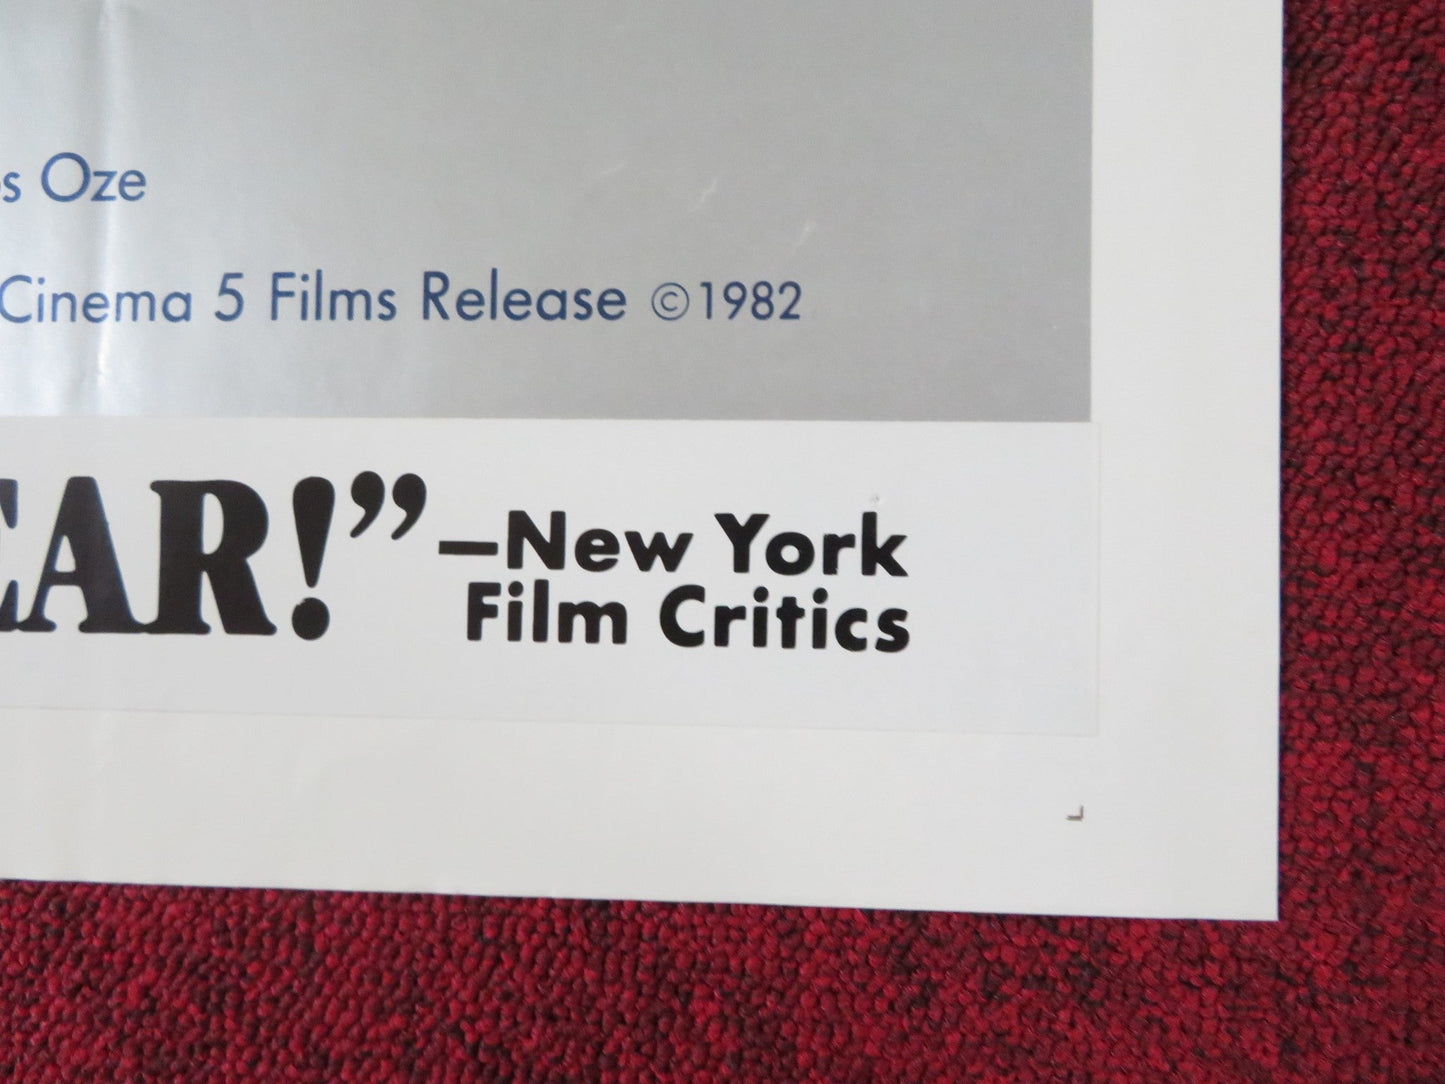 Oze
Cinema 5 Films Release ©1982
EAR!” –New York
Film Critics